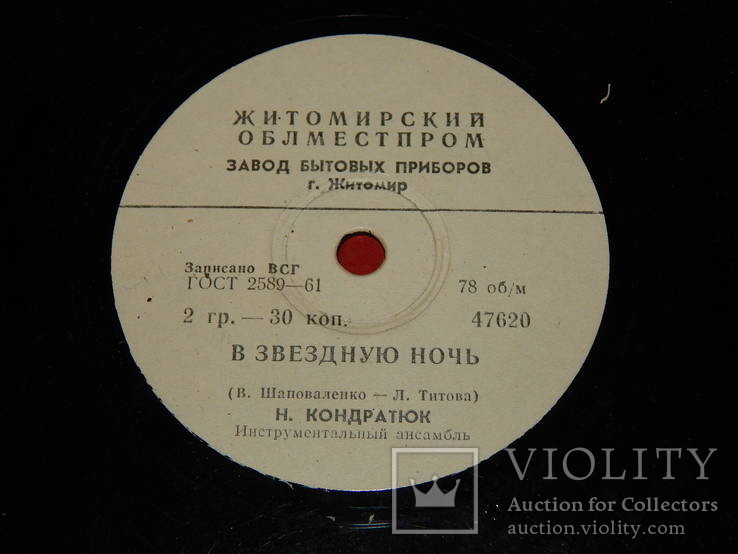 ЖИТОМИРСКИЙ
ОБЛМЕСТПРОМ
ЗАВОД БЫТОВЫХ ПРИБОРОВ
г. Житомир
Записано ВСГ
ГОСТ 2589—61 78 об/м
2 гр. — 30 коп. 47620
В ЗВЕЗДНУЮ НОЧЬ
(В. Шаповаленко — Л. Титова)
Н. КОНДРАТЮК
Инструментальный ансамбль
VIOLITY
Auction for Collectors
auction.violity.com